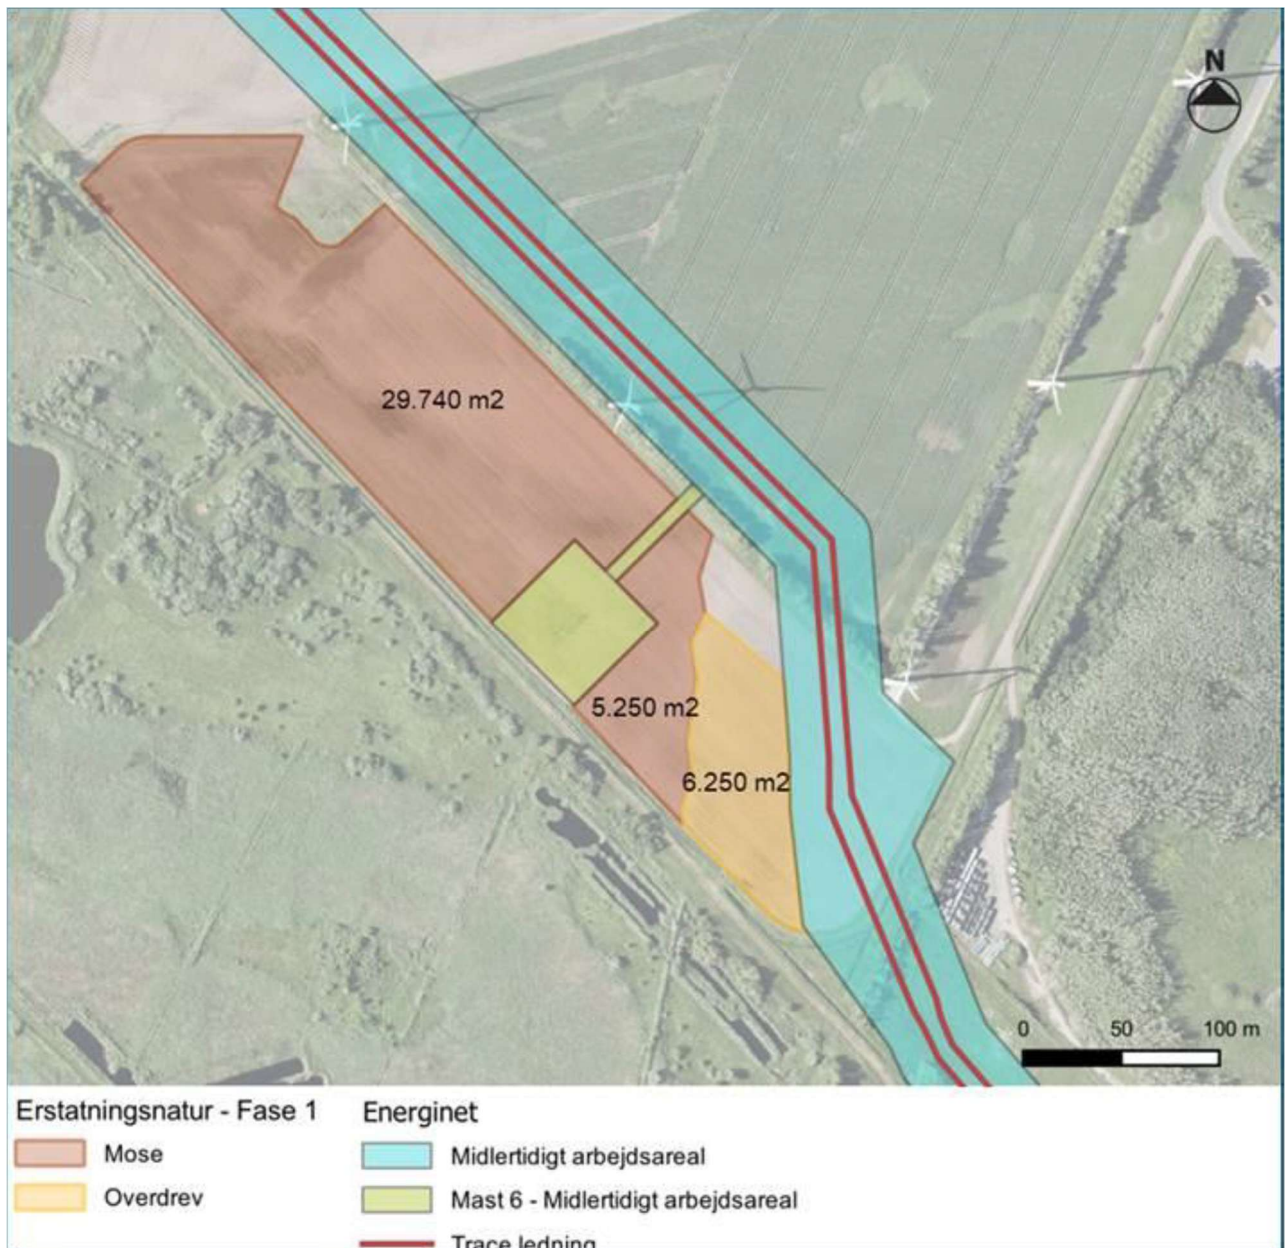 N
29.740 m2
5.250 m2
6.250 m2
0 50 100 m
Erstatningsnatur - Fase 1
Mose
Overdrev
Energinet
Midlertidigt arbejdsareal
Mast 6 - Midlertidigt arbejdsareal
Trace ledning